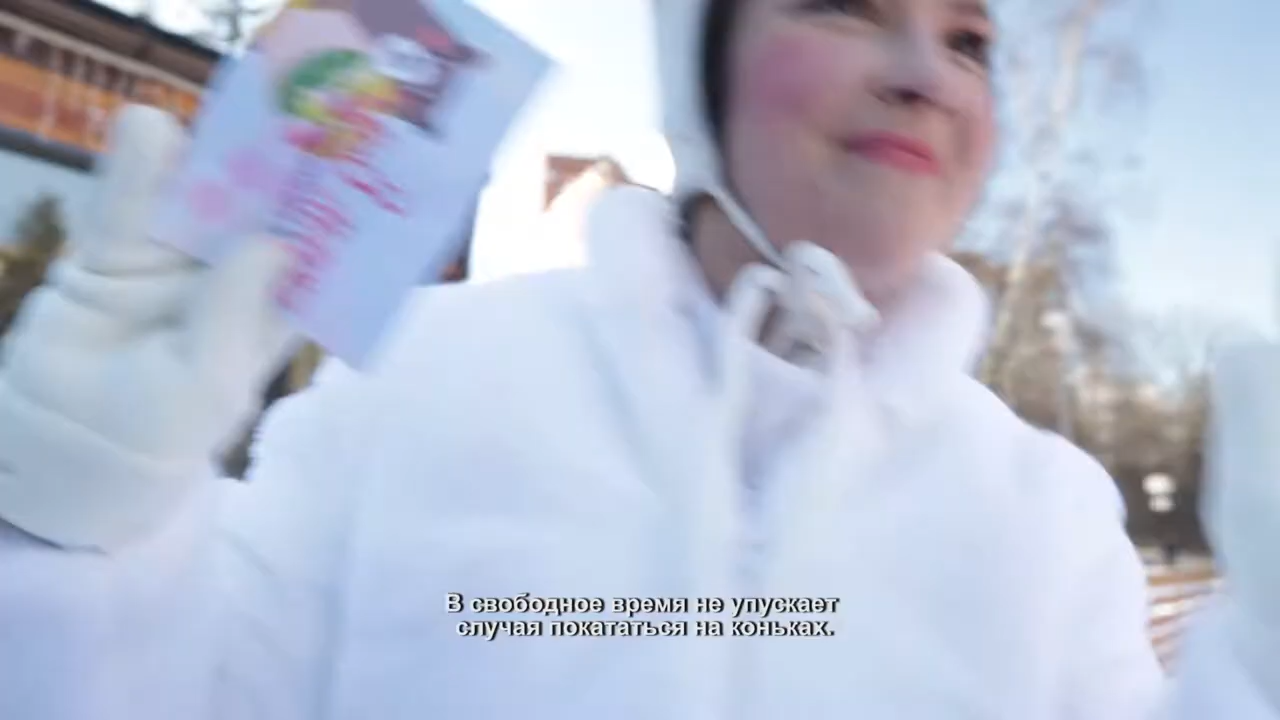 В свободное время не упускает
случая покататься на коньках.